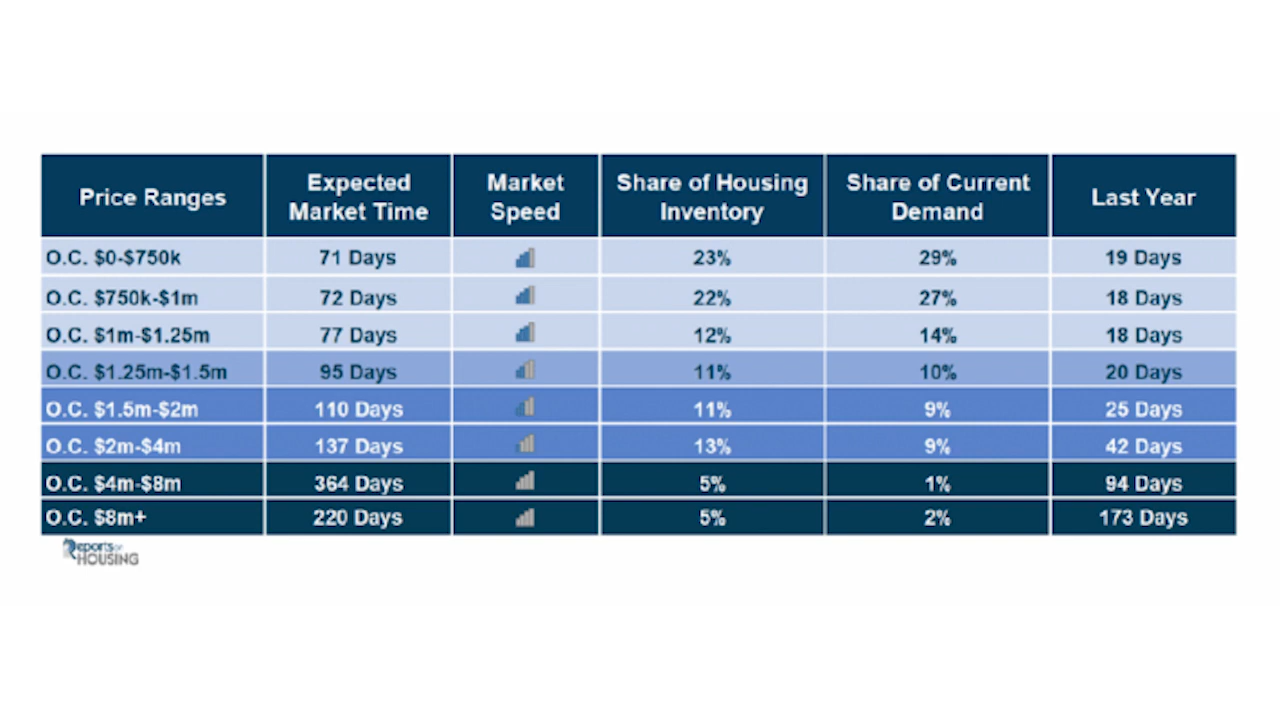 Price Ranges
Expected
Market Time
Market
Speed
Share of Housing
Inventory
Share of Current
Demand
Last Year
O.C. $0-$750k 71 Days 23% 29% 19 Days
O.C. $750k-$1m 72 Days 22% 27% 18 Days
O.C. $1m-$1.25m 77 Days 12% 14% 18 Days
O.C. $1.25m-$1.5m 95 Days 11% 10% 20 Days
O.C. $1.5m-$2m 110 Days 11% 9% 25 Days
O.C. $2m-$4m 137 Days 13% 9% 42 Days
O.C. $4m-$8m 364 Days 5% 1% 94 Days
O.C. $8m+ 220 Days 5% 2% 173 Days
Reports On
HOUSING